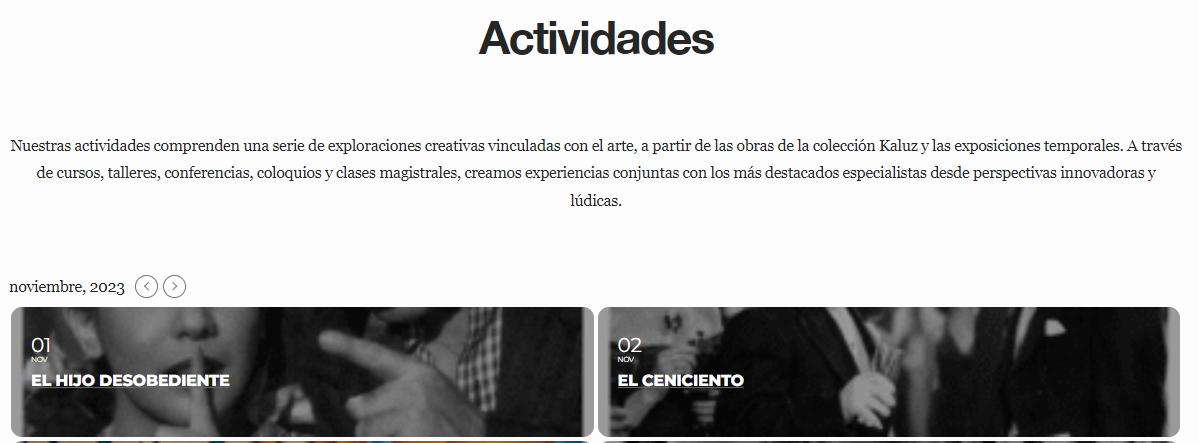 Actividades
Nuestras actividades comprenden una serie de exploraciones creativas vinculadas con el arte, a partir de las obras de la colección Kaluz y las exposiciones temporales. A través
de cursos, talleres, conferencias, coloquios y clases magistrales, creamos experiencias conjuntas con los más destacados especialistas desde perspectivas innovadoras y
lúdicas.
noviembre, 2023
01
NOV
EL HIJO DESOBEDIENTE
02
NOV
EL CENICIENTO